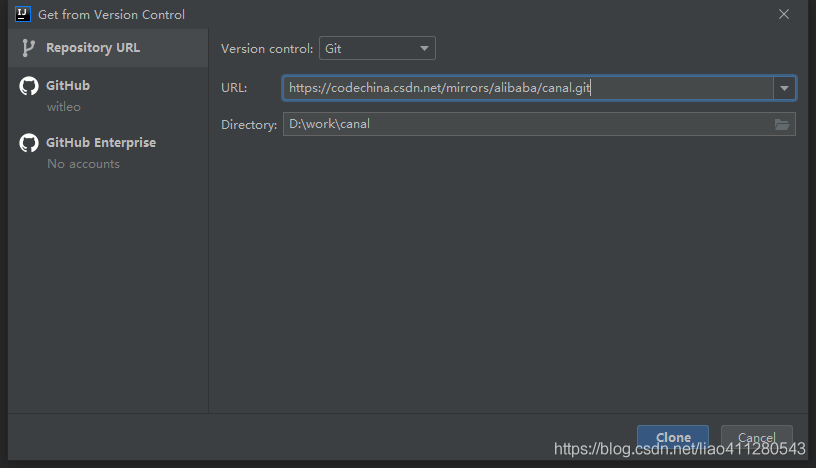 IJ Get from Version Control
Repository URL
GitHub
witleo
GitHub Enterprise
No accounts
Version control: Git
URL: https://codechina.csdn.net/mirrors/alibaba/canal.git
Directory: D:\work\canal
Clone Cancel
https://blog.csdn.net/liao411280543